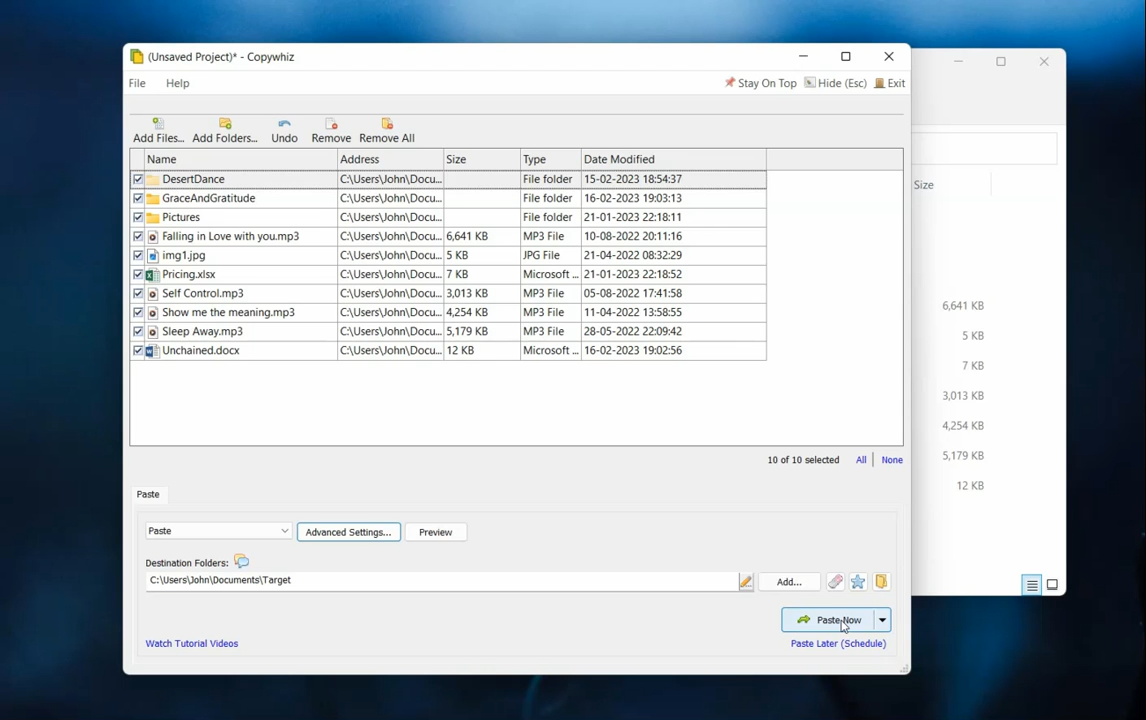 (Unsaved Project)* - Copywhiz
File Help Stay On Top Hide (Esc) Exit
Add Files... Add Folders... Undo Remove Remove All
Name Address Size Type Date Modified
DesertDance C:\Users\John\Docu... File folder 15-02-2023 18:54:37
GraceAndGratitude C:\Users\John\Docu... File folder 16-02-2023 19:03:13
Pictures C:\Users\John\Docu... File folder 21-01-2023 22:18:11
Falling in Love with you.mp3 C:\Users\John\Docu... 6,641 KB MP3 File 10-08-2022 20:11:16
img1.jpg C:\Users\John\Docu... 5 KB JPG File 21-04-2022 08:32:29
Pricing.xlsx C:\Users\John\Docu... 7 KB Microsoft ... 21-01-2023 22:18:52
Self Control.mp3 C:\Users\John\Docu... 3,013 KB MP3 File 05-08-2022 17:41:58
Show me the meaning.mp3 C:\Users\John\Docu... 4,254 KB MP3 File 11-04-2022 13:58:55
Sleep Away.mp3 C:\Users\John\Docu... 5,179 KB MP3 File 28-05-2022 22:09:42
Unchained.docx C:\Users\John\Docu... 12 KB Microsoft ... 16-02-2023 19:02:56
10 of 10 selected All None
Paste
Paste Advanced Settings... Preview
Destination Folders:
C:\Users\John\Documents\Target Add...
Paste Now
Watch Tutorial Videos Paste Later (Schedule)
Size
6,641 KB
5 KB
7 KB
3,013 KB
4,254 KB
5,179 KB
12 KB